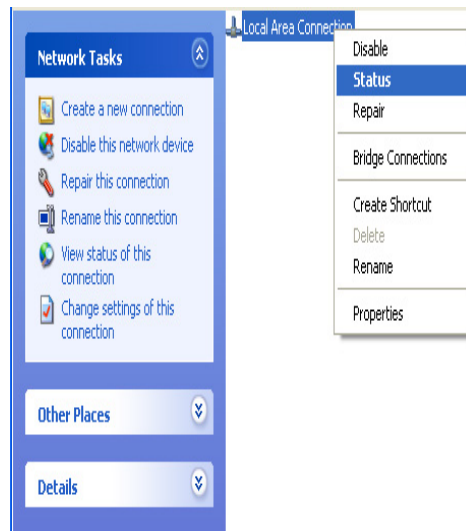 Network Tasks
Create a new connection
Disable this network device
Repair this connection
Rename this connection
View status of this
connection
Change settings of this
connection
Other Places
Details
Local Area Connection
Disable
Status
Repair
Bridge Connections
Create Shortcut
Delete
Rename
Properties